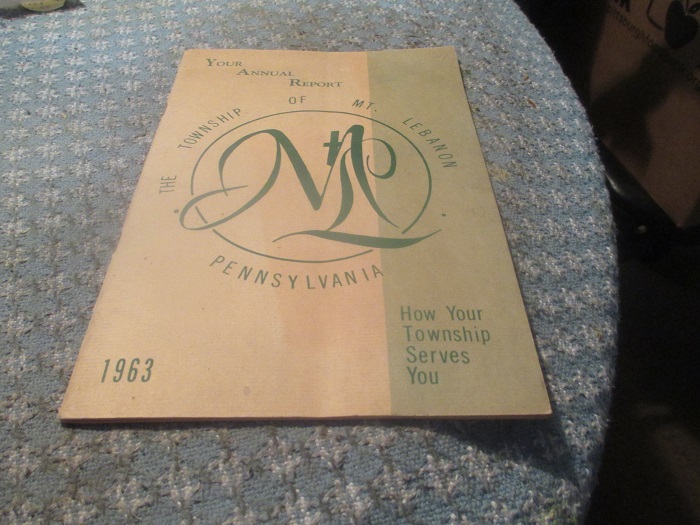 YOUR
ANNUAL
REPORT
THE TOWNSHIP OF MT. LEBANON
PENNSYLVANIA
1963
How Your
Township
Serves
You